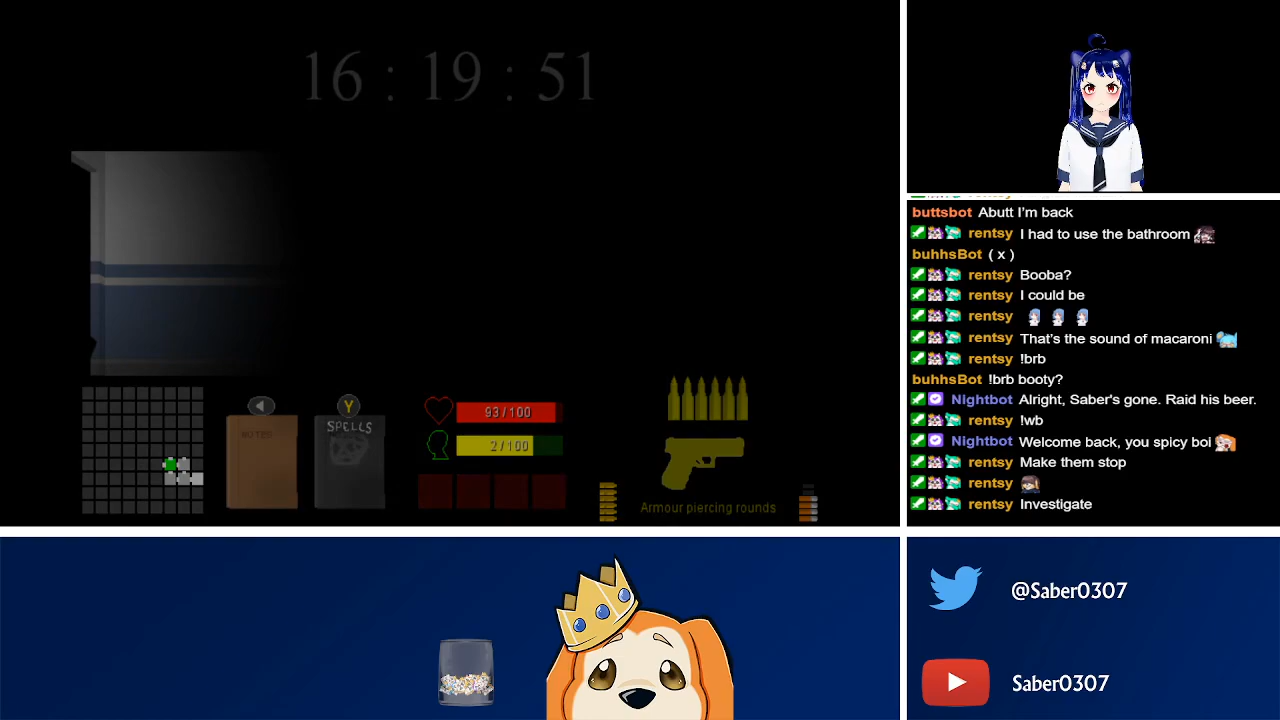 16 : 19 : 51
NOTES
Y
SPELLS
93/100
2/100
Armour piercing rounds
buttsbot Abutt I'm back
rentsy I had to use the bathroom
buhhsBot ( x )
rentsy Booba?
rentsy I could be
rentsy
rentsy That's the sound of macaroni
rentsy !brb
buhhsBot !brb booty?
Nightbot Alright, Saber's gone. Raid his beer.
rentsy !wb
Nightbot Welcome back, you spicy boi
rentsy Make them stop
rentsy
rentsy Investigate
@Saber0307
Saber0307